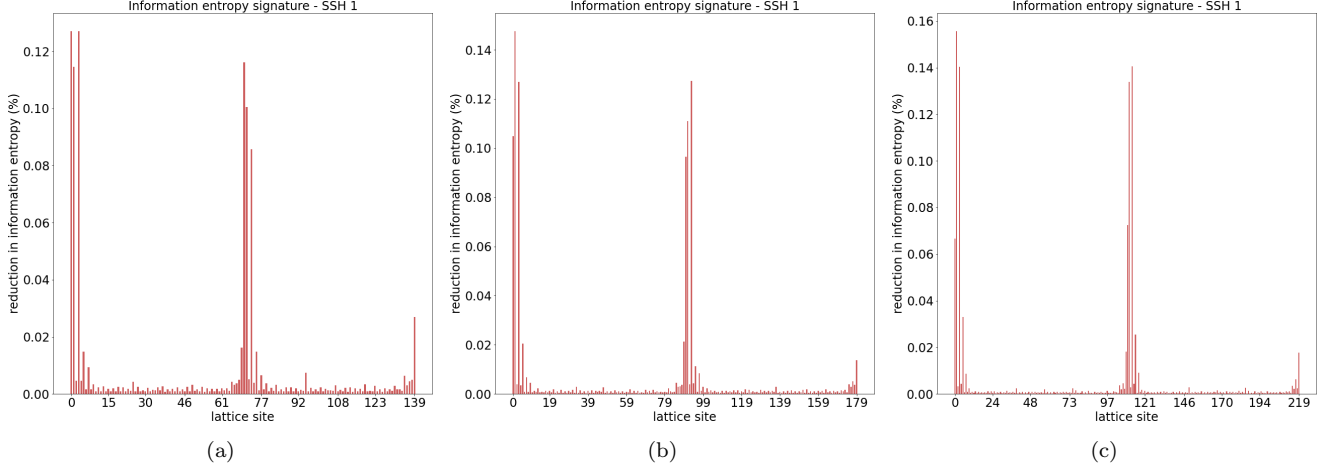 Information entropy signature - SSH 1
reduction in information entropy (%)
0.12
0.10
0.08
0.06
0.04
0.02
0.00
0 15 30 46 61 77 92 108 123 139
lattice site
(a)
Information entropy signature - SSH 1
reduction in information entropy (%)
0.14
0.12
0.10
0.08
0.06
0.04
0.02
0.00
0 19 39 59 79 99 119 139 159 179
lattice site
(b)
Information entropy signature - SSH 1
reduction in information entropy (%)
0.16
0.14
0.12
0.10
0.08
0.06
0.04
0.02
0.00
0 24 48 73 97 121 146 170 194 219
lattice site
(c)